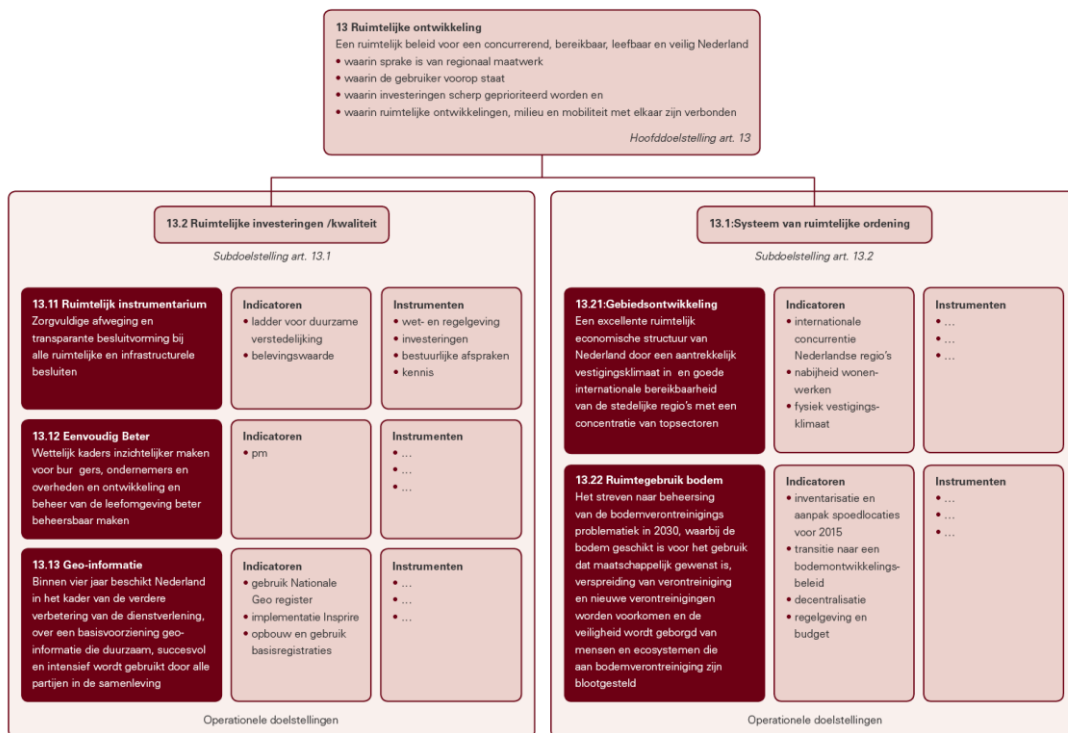 13 Ruimtelijke ontwikkeling
Een ruimtelijk beleid voor een concurrerend, bereikbaar, leefbaar en veilig Nederland
• waarin sprake is van regionaal maatwerk
• waarin de gebruiker voorop staat
• waarin investeringen scherp geprioriteerd worden en
• waarin ruimtelijke ontwikkelingen, milieu en mobiliteit met elkaar zijn verbonden
Hoofddoelstelling art. 13
13.2 Ruimtelijke investeringen /kwaliteit
Subdoelstelling art. 13.1
13.11 Ruimtelijk instrumentarium
Zorgvuldige afweging en
transparante besluitvorming bij
alle ruimtelijke en infrastructurele
besluiten
Indicatoren
• ladder voor duurzame
verstedelijking
• belevingswaarde
Instrumenten
• wet- en regelgeving
• investeringen
• bestuurlijke afspraken
• kennis
13.12 Eenvoudig Beter
Wettelijk kaders inzichtelijker maken
voor bur gers, ondernemers en
overheden en ontwikkeling en
beheer van de leefomgeving beter
beheersbaar maken
Indicatoren
• pm
Instrumenten
• ...
• ...
• ...
13.13 Geo-informatie
Binnen vier jaar beschikt Nederland
in het kader van de verdere
verbetering van de dienstverlening,
over een basisvoorziening geo-
informatie die duurzaam, succesvol
en intensief wordt gebruikt door alle
partijen in de samenleving
Indicatoren
• gebruik Nationale
Geo register
• implementatie Inspire
• opbouw en gebruik
basisregistraties
Instrumenten
• ...
• ...
• ...
Operationele doelstellingen
13.1:Systeem van ruimtelijke ordening
Subdoelstelling art. 13.2
13.21:Gebiedsontwikkeling
Een excellente ruimtelijk
economische structuur van
Nederland door een aantrekkelijk
vestigingsklimaat in en goede
internationale bereikbaarheid
van de stedelijke regio's met een
concentratie van topsectoren
Indicatoren
• internationale
concurrentie
Nederlandse regio's
• nabijheid wonen-
werken
• fysiek vestigings-
klimaat
Instrumenten
• ...
• ...
• ...
13.22 Ruimtegebruik bodem
Het streven naar beheersing
van de bodemverontreinigings
problematiek in 2030, waarbij de
bodem geschikt is voor het gebruik
dat maatschappelijk gewenst is,
verspreiding van verontreiniging
en nieuwe verontreinigingen
worden voorkomen en de
veiligheid wordt geborgd van
mensen en ecosystemen die
aan bodemverontreiniging zijn
blootgesteld
Indicatoren
• inventarisatie en
aanpak spoedlocaties
voor 2015
• transitie naar een
bodemontwikkelings-
beleid
• decentralisatie
• regelgeving en
budget
Instrumenten
• ...
• ...
• ...
Operationele doelstellingen